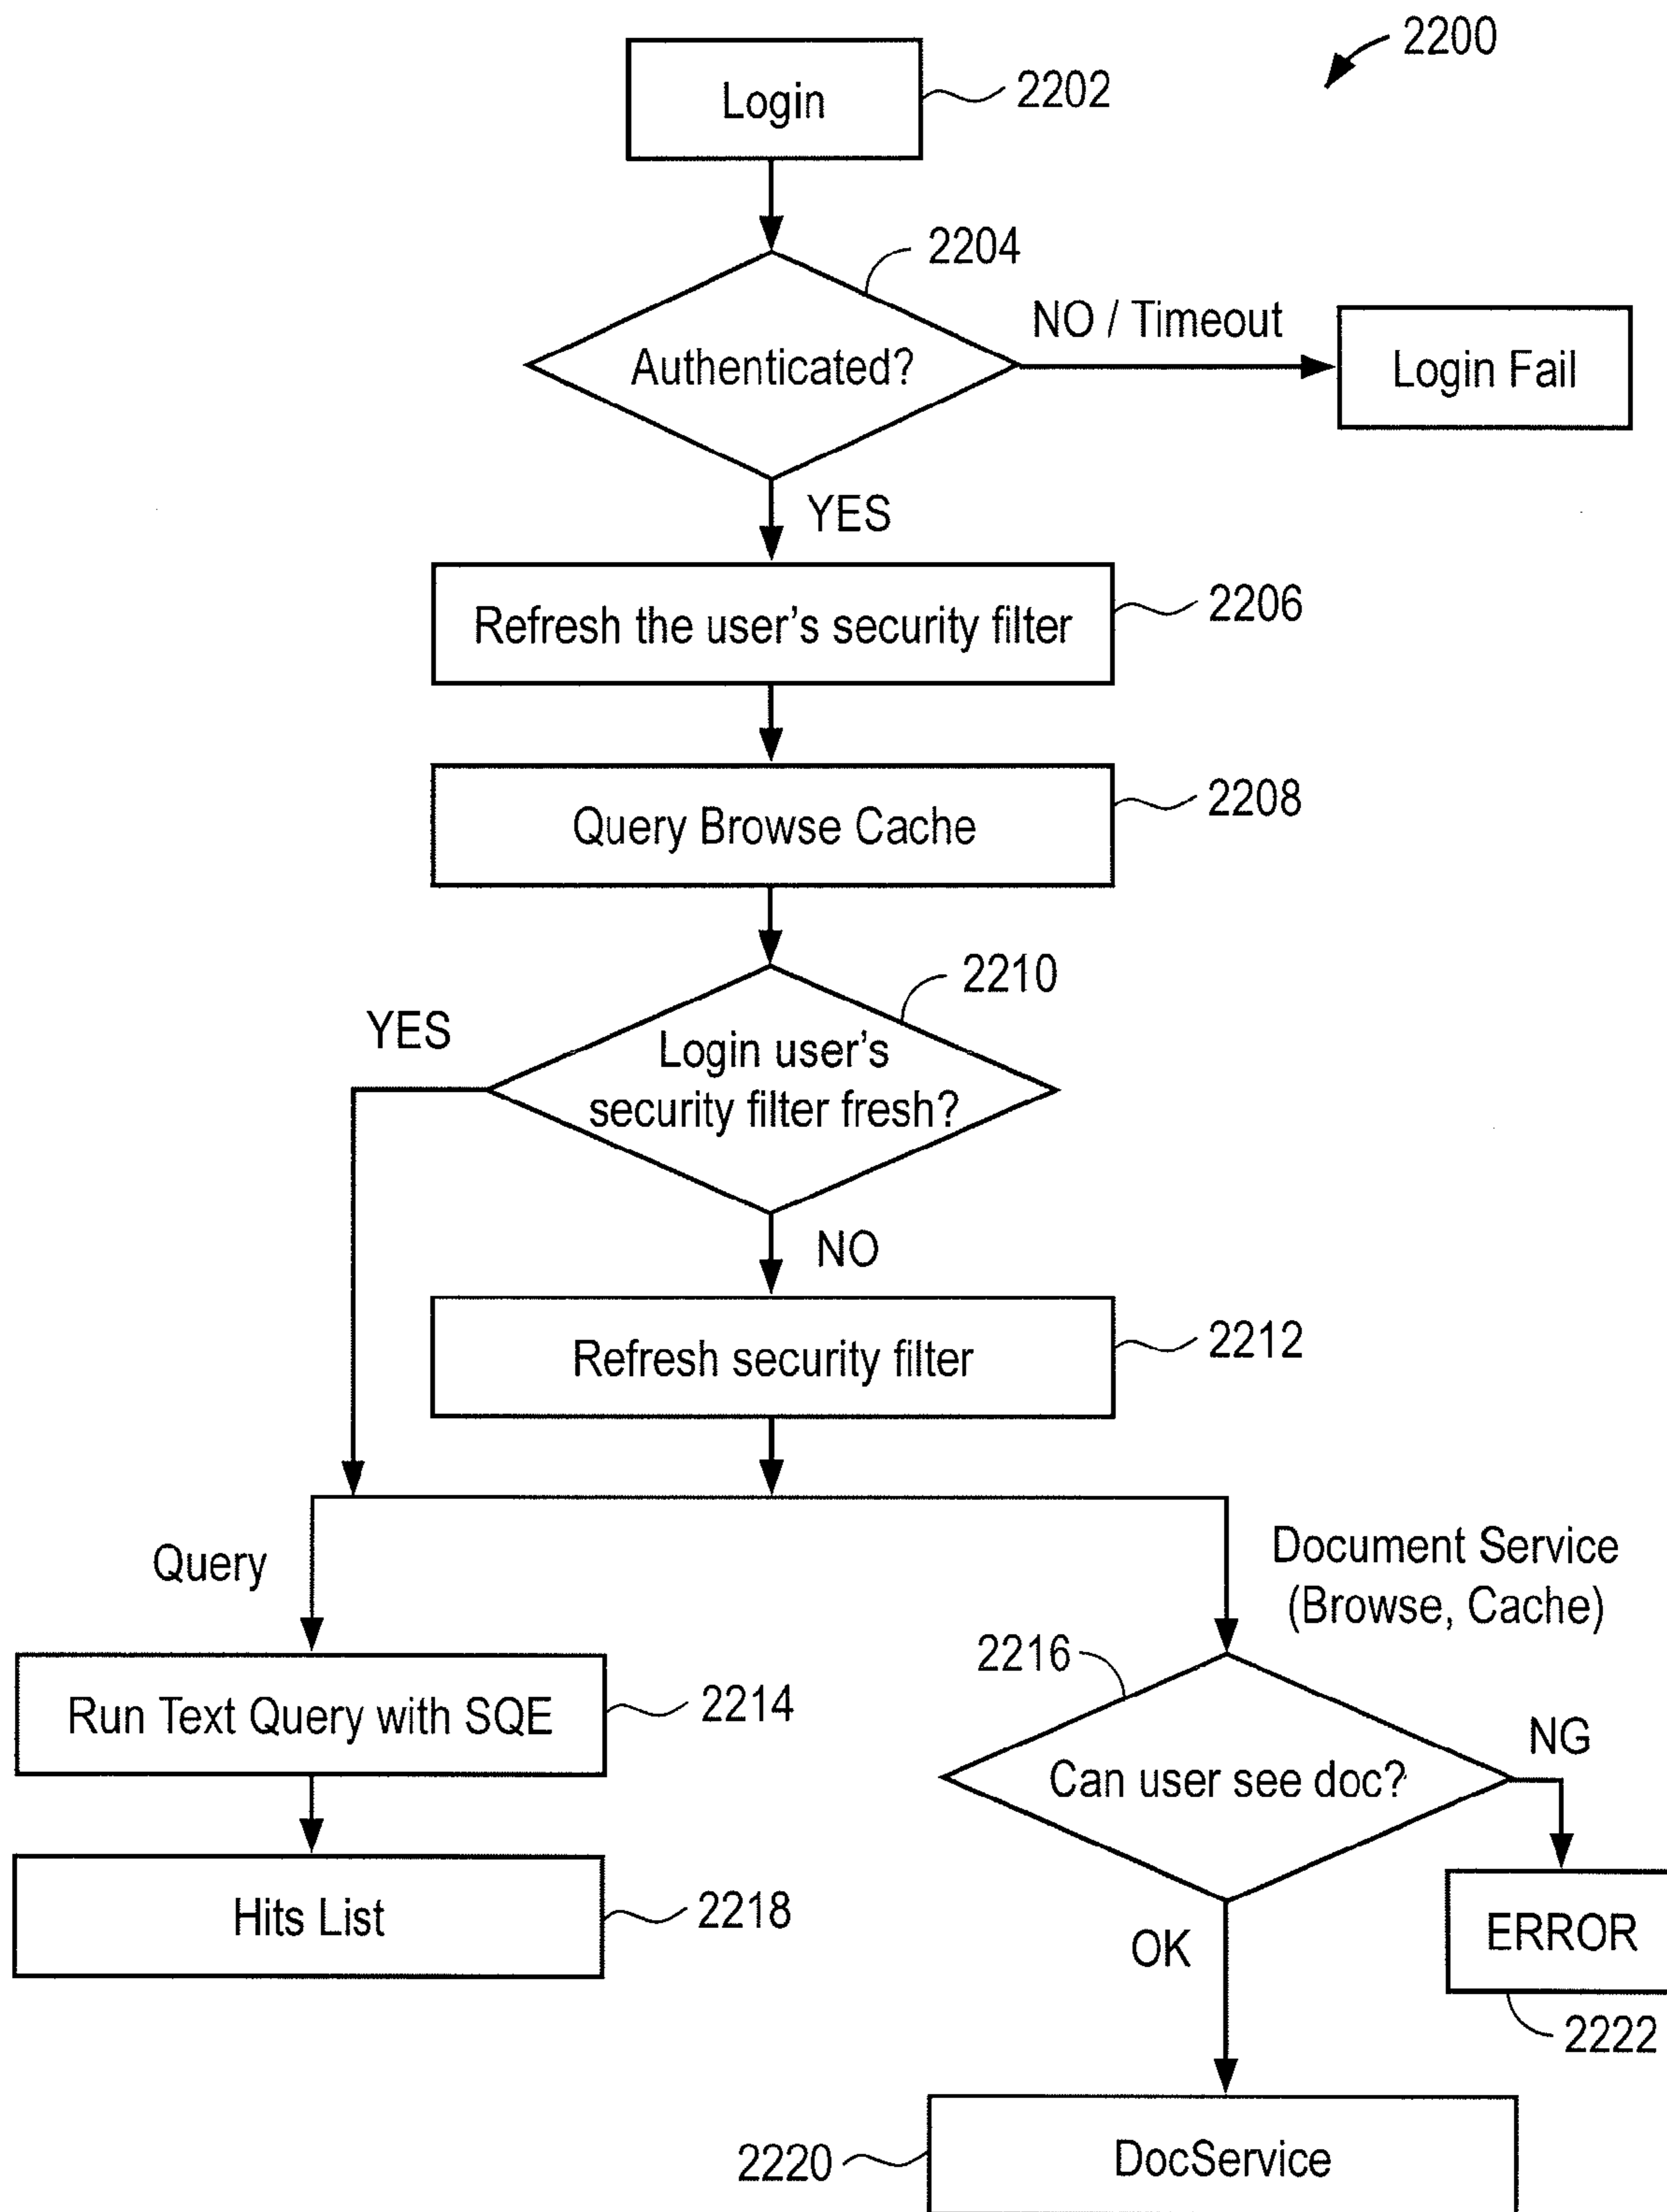 2200
Login
2202
2204
Authenticated?
NO / Timeout
Login Fail
YES
Refresh the user's security filter
2206
Query Browse Cache
2208
2210
YES
Login user's
security filter fresh?
NO
Refresh security filter
2212
Query
Document Service
(Browse, Cache)
Run Text Query with SQE
2214
2216
Can user see doc?
NG
Hits List
2218
OK
ERROR
2222
2220
DocService